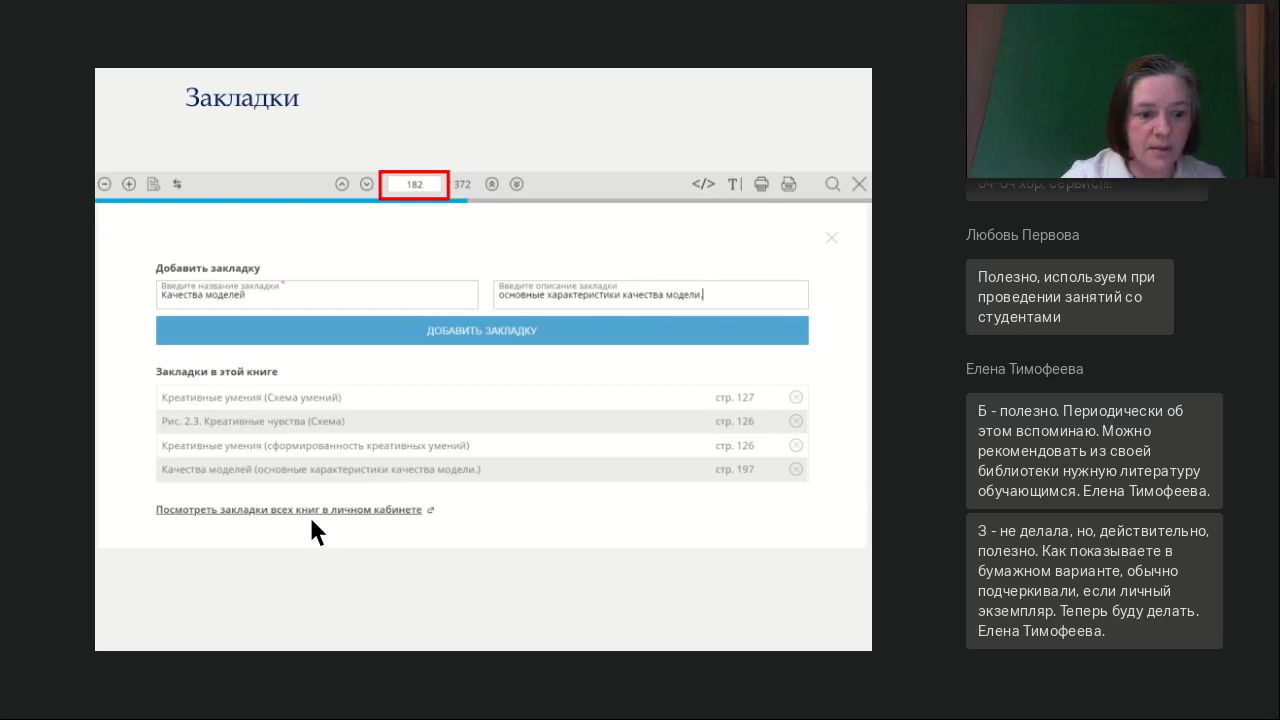 Закладки
182
372
</>
T|
Добавить закладку
Введите название закладки *
Качества моделей
Введите описание закладки
основные характеристики качества модели.
ДОБАВИТЬ ЗАКЛАДКУ
Закладки в этой книге
Креативные умения (Схема умений) стр. 127
Рис. 2.3. Креативные чувства (Схема) стр. 126
Креативные умения (сформированность креативных умений) стр. 126
Качества моделей (основные характеристики качества модели.) стр. 197
Посмотреть закладки всех книг в личном кабинете
04-04 хор. сервис!!!!
Любовь Первова
Полезно, используем при
проведении занятий со
студентами
Елена Тимофеева
Б - полезно. Периодически об
этом вспоминаю. Можно
рекомендовать из своей
библиотеки нужную литературу
обучающимся. Елена Тимофеева.
З - не делала, но, действительно,
полезно. Как показываете в
бумажном варианте, обычно
подчеркивали, если личный
экземпляр. Теперь буду делать.
Елена Тимофеева.